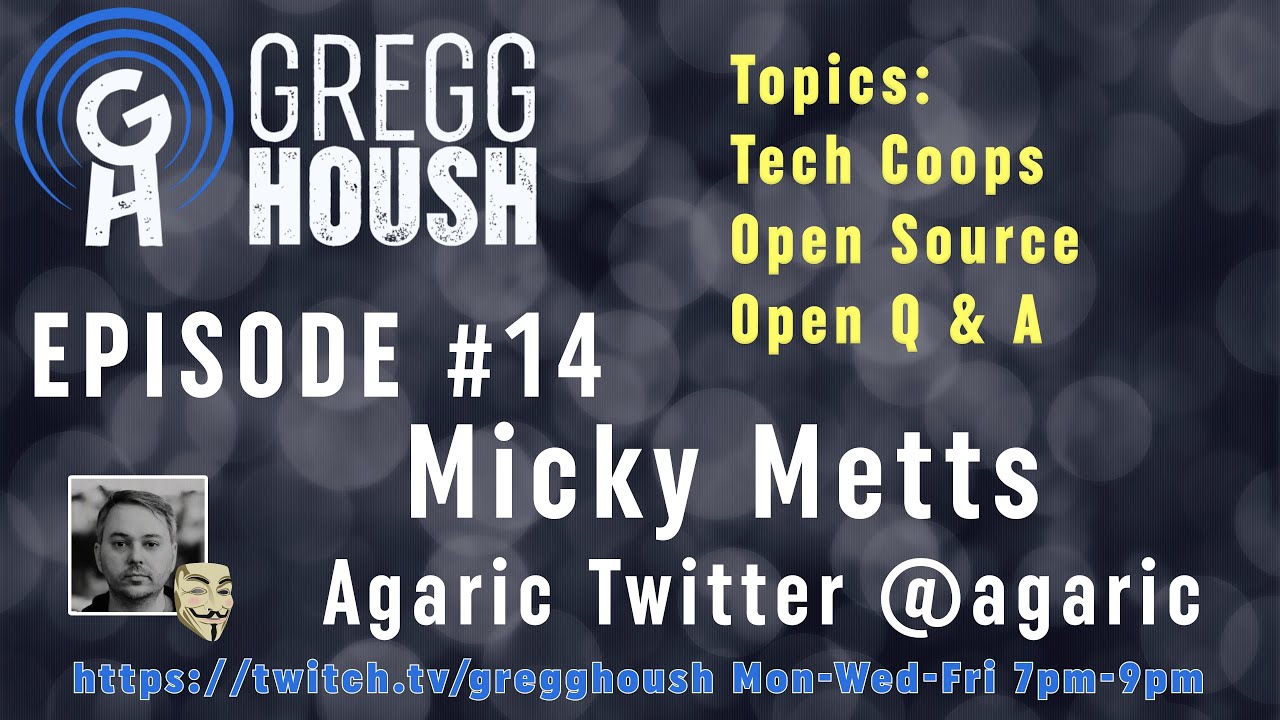 GH
GREGG
HOUSH
Topics:
Tech Coops
Open Source
Open Q & A
EPISODE #14
Micky Metts
Agaric Twitter @agaric
https://twitch.tv/gregghoush Mon-Wed-Fri 7pm-9pm